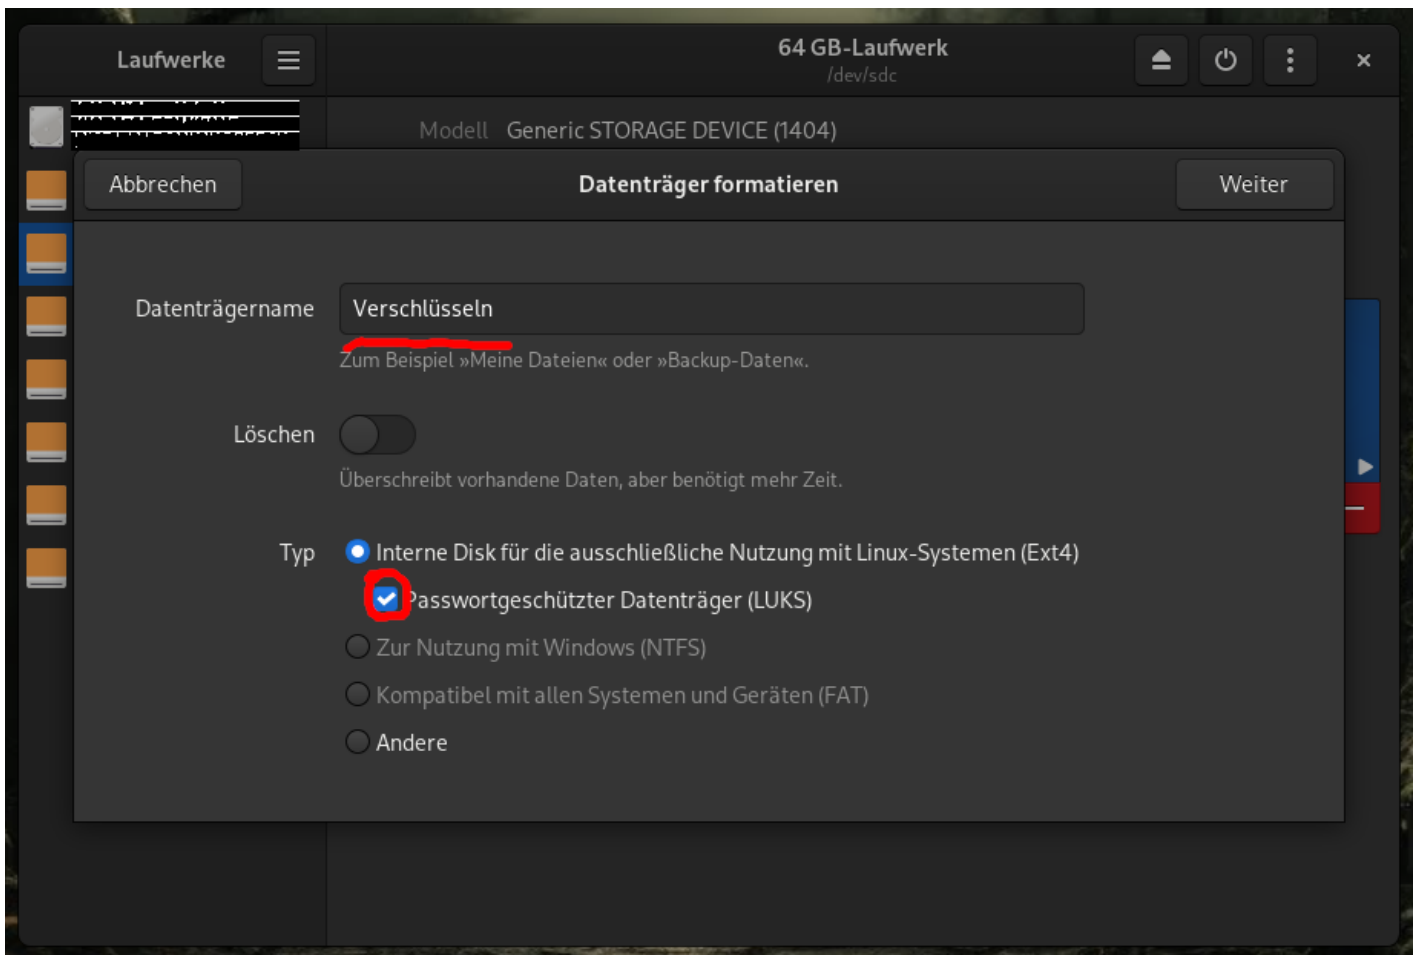 Laufwerke
64 GB-Laufwerk
/dev/sdc
Modell Generic STORAGE DEVICE (1404)
Abbrechen
Datenträger formatieren
Weiter
Datenträgername
Verschlüsseln
Zum Beispiel »Meine Dateien« oder »Backup-Daten«.
Löschen
Überschreibt vorhandene Daten, aber benötigt mehr Zeit.
Typ
Interne Disk für die ausschließliche Nutzung mit Linux-Systemen (Ext4)
Passwortgeschützter Datenträger (LUKS)
Zur Nutzung mit Windows (NTFS)
Kompatibel mit allen Systemen und Geräten (FAT)
Andere